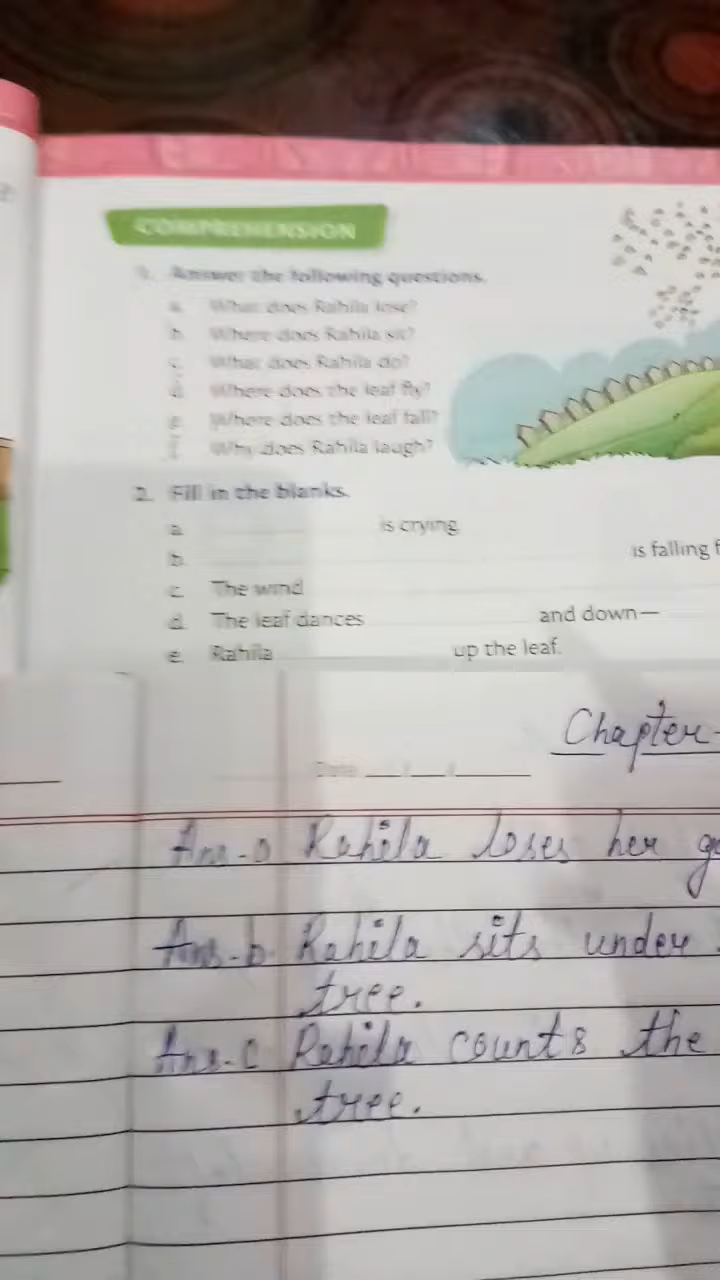 COMPREHENSION
1. Answer the following questions.
a. What does Rahila lose?
b. Where does Rahila sit?
c. What does Rahila do?
d. Where does the leaf fly?
e. Where does the leaf fall?
f. Why does Rahila laugh?
2. Fill in the blanks.
a. is crying
b. is falling f
c. The wind
d. The leaf dances and down—
e. Rahila up the leaf.
Chapter-
Date
Ans-a Rahila loses her
Ans-b Rahila sits under
tree.
Ans-c Rahila counts the
tree.